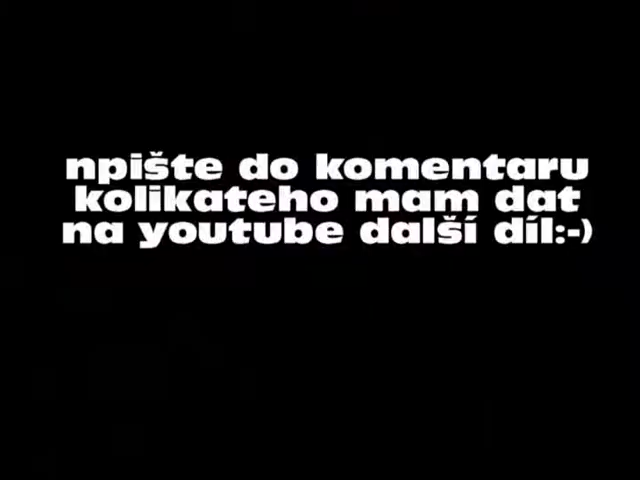 npište do komentaru
kolikateho mam dat
na youtube další díl:-)